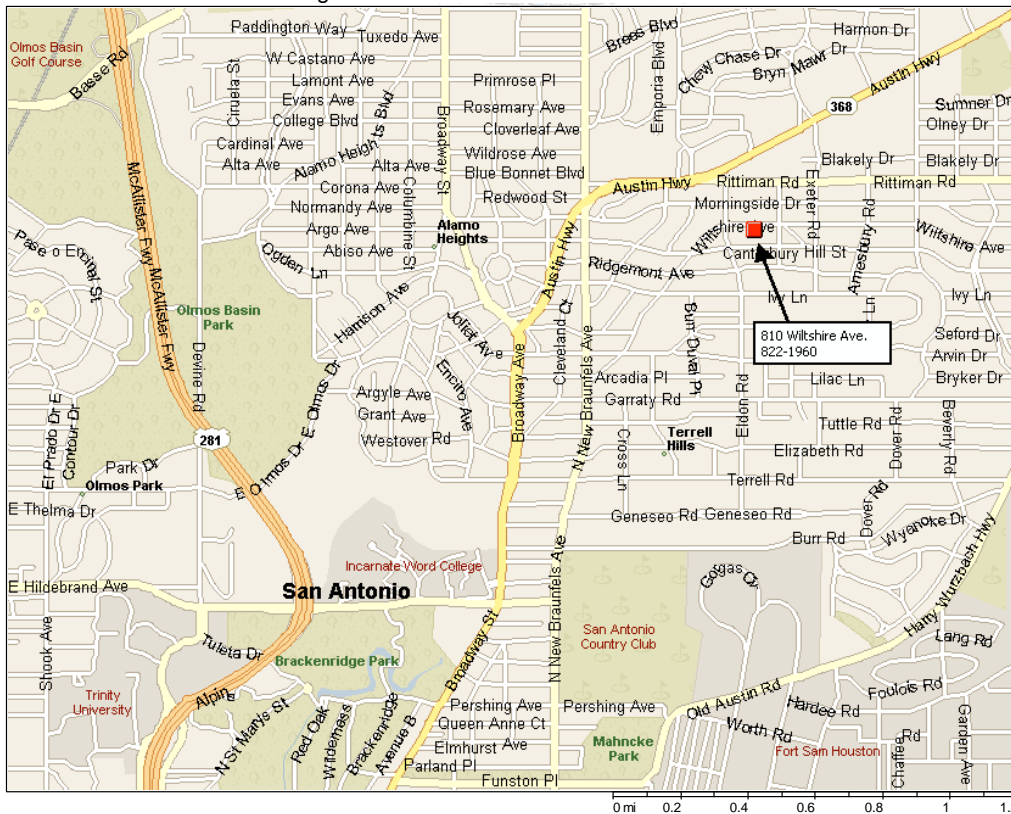 Paddington Way
Tuxedo Ave
Brees Blvd
Harmon Dr
Olmos Basin
Golf Course
Basse Rd
W Castano Ave
Lamont Ave
Evans Ave
College Blvd
Ciruela St
Cardinal Ave
Alta Ave
Alamo Heights Blvd
Alta Ave
Corona Ave
Normandy Ave
Argo Ave
Abiso Ave
Columbine St
Broadway St
Primrose Pl
Rosemary Ave
Cloverleaf Ave
Wildrose Ave
Blue Bonnet Blvd
Redwood St
Emporia Blvd
Chevy Chase Dr
Bryn Mawr Dr
Austin Hwy
368
Sumner Dr
Olney Dr
Blakely Dr
Blakely Dr
Austin Hwy
Rittiman Rd
Rittiman Rd
Morningside Dr
Exeter Rd
Amesbury Rd
Wiltshire Ave
Wiltshire Ave
Canterbury Hill St
Alamo
Heights
Austin Hwy
Ridgemont Ave
Ivy Ln
Ln
Ivy Ln
McAllister Fwy
McAllister Fwy
Paseo Encinal St
Ogden Ln
Olmos Basin
Park
Devine Rd
Harrison Ave
Joliet Ave
Cleveland Ct
N New Braunfels Ave
Burr Duval Pl
810 Wiltshire Ave.
822-1960
Seford Dr
Arvin Dr
Bryker Dr
Lilac Ln
Arcadia Pl
Garraty Rd
Eldon Rd
Argyle Ave
Grant Ave
Westover Rd
Enciro Ave
Broadway Ave
E Olmos Dr
E Olmos Dr
281
El Prado Dr E
Contour Dr
Park Dr
Olmos Park
E Thelma Dr
Cross Ln
Terrell
Hills
Tuttle Rd
Elizabeth Rd
Dover Rd
Beverly Rd
Terrell Rd
Dover Rd
Geneseo Rd
Geneseo Rd
Wyanoke Dr
Burr Rd
Harry Wurzbach Hwy
Incarnate Word College
E Hildebrand Ave
San Antonio
N New Braunfels Ave
Gorgas Cir
San Antonio
Country Club
Lang Rd
Shook Ave
Tuleta Dr
Brackenridge Park
Broadway St
Trinity
University
Alpine
N St Marys St
Red Oak
Wilderness
Brackenridge
Avenue B
Pershing Ave
Pershing Ave
Queen Anne Ct
Elmhurst Ave
Parland Pl
Funston Pl
Mahncke
Park
Old Austin Rd
Worth Rd
Hardee Rd
Foulois Rd
Fort Sam Houston
Chaffee Rd
Garden Ave
0 mi 0.2 0.4 0.6 0.8 1